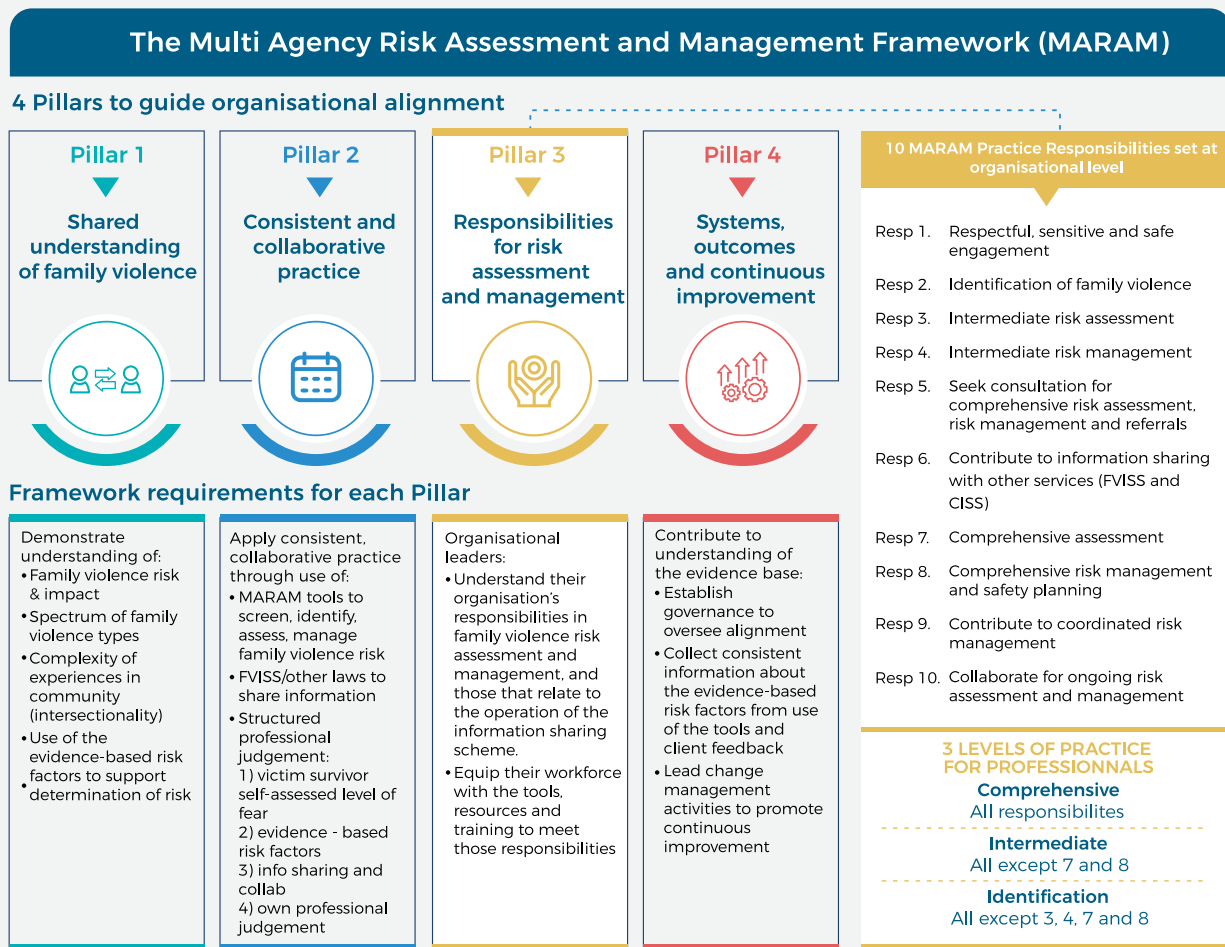 The Multi Agency Risk Assessment and Management Framework (MARAM)
4 Pillars to guide organisational alignment
Pillar 1
Shared
understanding
of family violence
Pillar 2
Consistent and
collaborative
practice
Pillar 3
Responsibilities
for risk
assessment
and management
Pillar 4
Systems,
outcomes
and continuous
improvement
Framework requirements for each Pillar
Demonstrate
understanding of:
• Family violence risk
& impact
• Spectrum of family
violence types
• Complexity of
experiences in
community
(intersectionality)
• Use of the
evidence-based risk
factors to support
• determination of risk
Apply consistent,
collaborative practice
through use of:
• MARAM tools to
screen, identify,
assess, manage
family violence risk
• FVISS/other laws to
share information
• Structured
professional
judgement:
1) victim survivor
self-assessed level of
fear
2) evidence - based
risk factors
3) info sharing and
collab
4) own professional
judgement
Organisational
leaders:
• Understand their
organisation's
responsibilities in
family violence risk
assessment and
management, and
those that relate to
the operation of the
information sharing
scheme.
• Equip their workforce
with the tools,
resources and
training to meet
those responsibilities
Contribute to
understanding of
the evidence base:
• Establish
governance to
oversee alignment
• Collect consistent
information about
the evidence-based
risk factors from use
of the tools and
client feedback
• Lead change
management
activities to promote
continuous
improvement
10 MARAM Practice Responsibilities set at
organisational level
Resp 1. Respectful, sensitive and safe
engagement
Resp 2. Identification of family violence
Resp 3. Intermediate risk assessment
Resp 4. Intermediate risk management
Resp 5. Seek consultation for
comprehensive risk assessment,
risk management and referrals
Resp 6. Contribute to information sharing
with other services (FVISS and
CISS)
Resp 7. Comprehensive assessment
Resp 8. Comprehensive risk management
and safety planning
Resp 9. Contribute to coordinated risk
management
Resp 10. Collaborate for ongoing risk
assessment and management
3 LEVELS OF PRACTICE
FOR PROFESSIONNALS
Comprehensive
All responsibilites
Intermediate
All except 7 and 8
Identification
All except 3, 4, 7 and 8